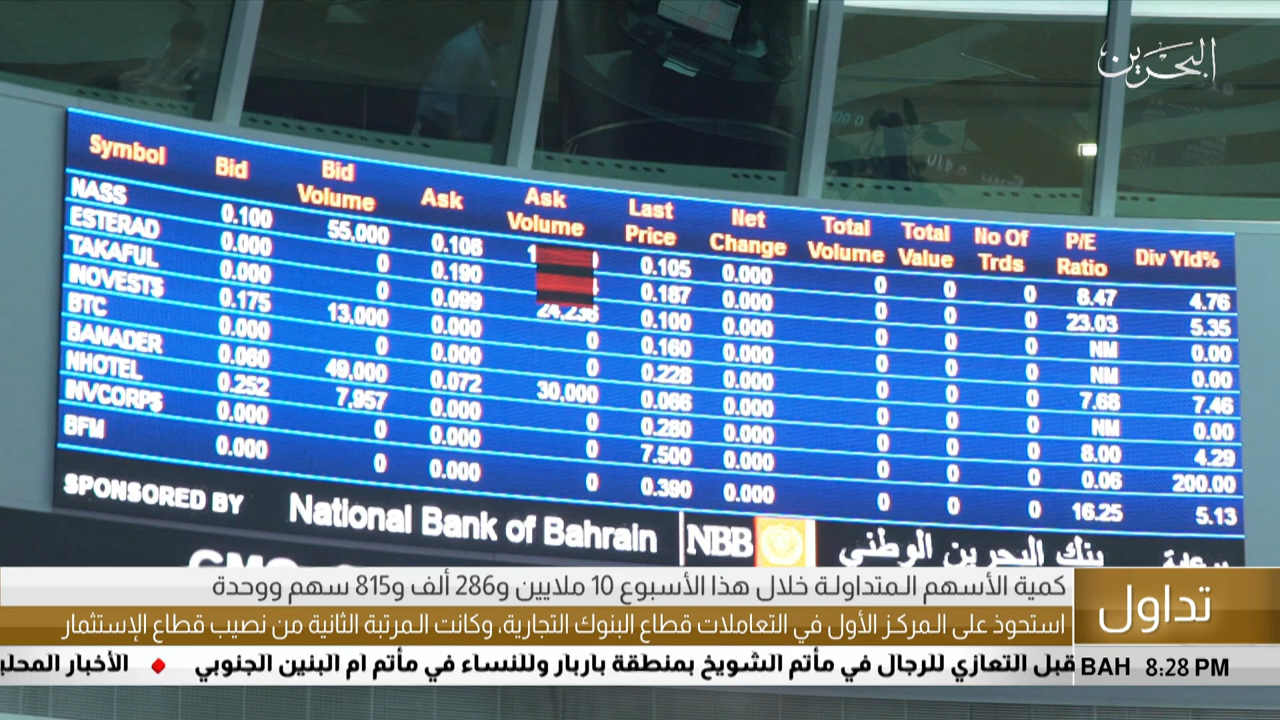 البحرين
Symbol Bid Bid Volume Ask Ask Volume Last Price Net Change Total Volume Total Value No Of Trds P/E Ratio Div Yld%
NASS 0.100 55,000 0.106 0.105 0.000 0 0 0 8.47 4.76
ESTERAD 0.000 0 0.190 0.187 0.000 0 0 0 23.03 5.35
TAKAFUL 0.000 0 0.099 24,236 0.100 0.000 0 0 0 NM 0.00
INOVEST$ 0.175 13,000 0.000 0 0.160 0.000 0 0 0 NM 0.00
BTC 0.000 0 0.000 0 0.228 0.000 0 0 0 7.68 7.46
BANADER 0.060 49,000 0.072 30,000 0.066 0.000 0 0 0 NM 0.00
NHOTEL 0.252 7,957 0.000 0 0.280 0.000 0 0 0 8.00 4.29
INVCORP$ 0.000 0 0.000 0 7.500 0.000 0 0 0 0.06 200.00
BFM 0.000 0 0.000 0 0.390 0.000 0 0 0 16.25 5.13
SPONSORED BY National Bank of Bahrain NBB بنك البحرين الوطني
تداول
كمية الأسهم المتداولة خلال هذا الأسبوع 10 ملايين و286 ألف و815 سهم ووحدة
استحوذ على المركز الأول في التعاملات قطاع البنوك التجارية، وكانت المرتبة الثانية من نصيب قطاع الإستثمار
BAH 8:28 PM
قبل التعازي للرجال في مأتم الشويخ بمنطقة باربار وللنساء في مأتم ام البنين الجنوبي ♦ الأخبار